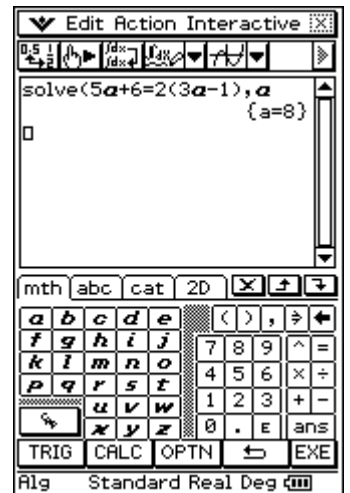 Edit Action Interactive
solve(5a+6=2(3a-1),a
{a=8}
mth abc cat 2D
a b c d e ( ) ,
f g h i j 7 8 9 ^ =
k l m n o 4 5 6 × ÷
p q r s t 1 2 3 + -
u v w 0 . E ans
x y z
TRIG CALC OPTN EXE
Alg Standard Real Deg